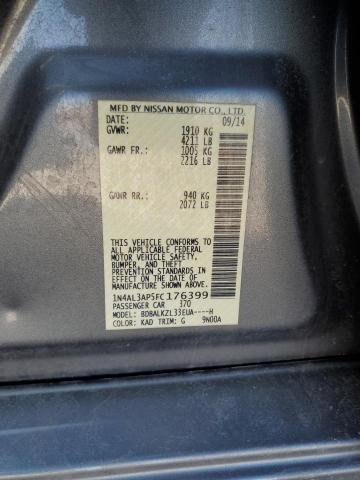 MFD BY NISSAN MOTOR CO., LTD.
DATE: 09/14
GVWR: 1910 KG
4211 LB
GAWR FR.: 1005 KG
2216 LB
GAWR RR.: 940 KG
2072 LB
THIS VEHICLE CONFORMS TO ALL
APPLICABLE FEDERAL
MOTOR VEHICLE SAFETY,
BUMPER, AND THEFT
PREVENTION STANDARDS
IN EFFECT ON THE DATE OF
MANUFACTURE SHOWN ABOVE.
1N4AL3AP5FC176399
PASSENGER CAR 370
MODEL: BDBALKZL33EUA----H
COLOR: KAD TRIM: G 9N00A